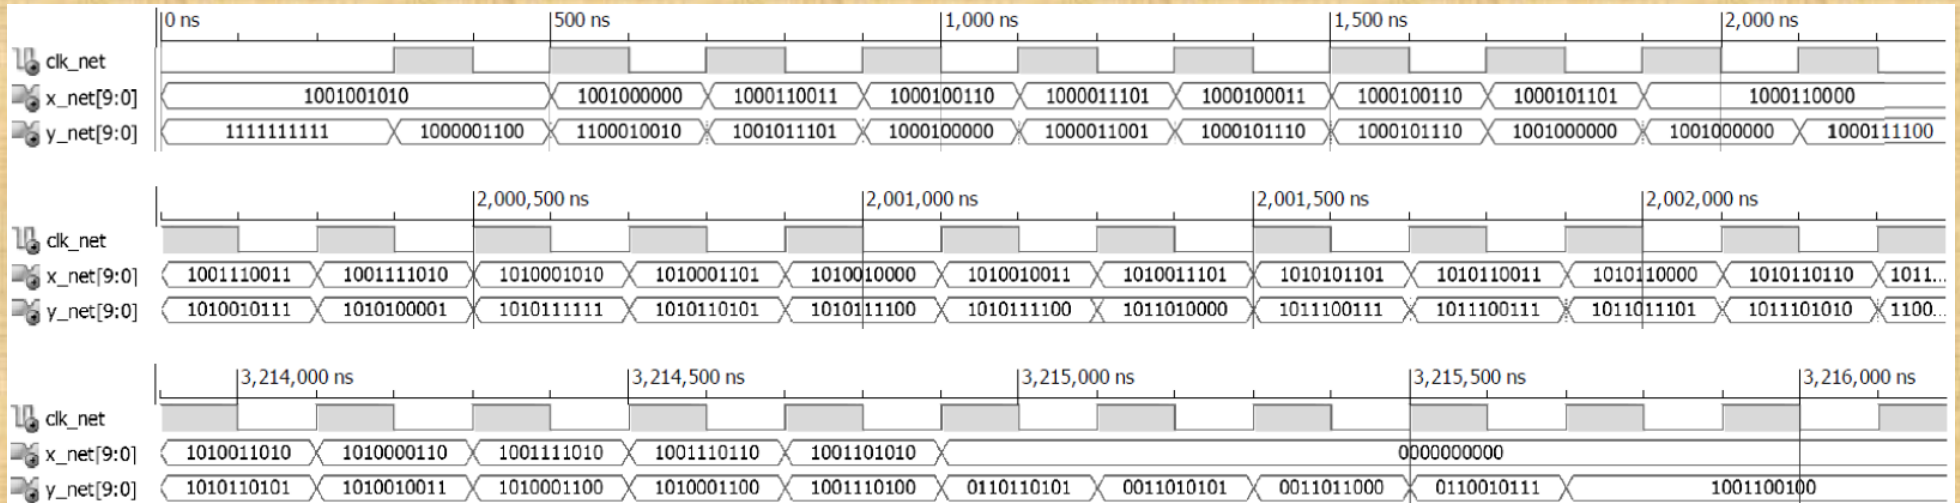 0 ns 500 ns 1,000 ns 1,500 ns 2,000 ns
clk_net
x_net[9:0] 1001001010 1001000000 1000110011 1000100110 1000011101 1000100011 1000100110 1000101101 1000110000
y_net[9:0] 1111111111 1000001100 1100010010 1001011101 1000100000 1000011001 1000101110 1000101110 1001000000 1001000000 1000111100
2,000,500 ns 2,001,000 ns 2,001,500 ns 2,002,000 ns
clk_net
x_net[9:0] 1001110011 1001111010 1010001010 1010001101 1010010000 1010010011 1010011101 1010101101 1010110011 1010110000 1010110110 1011...
y_net[9:0] 1010010111 1010100001 1010111111 1010110101 1010111100 1010111100 1011010000 1011100111 1011100111 1011011101 1011101010 1100...
3,214,000 ns 3,214,500 ns 3,215,000 ns 3,215,500 ns 3,216,000 ns
clk_net
x_net[9:0] 1010011010 1010000110 1001111010 1001110110 1001101010 0000000000
y_net[9:0] 1010110101 1010010011 1010001100 1010001100 1001110100 0110110101 0011010101 0011011000 0110010111 1001100100